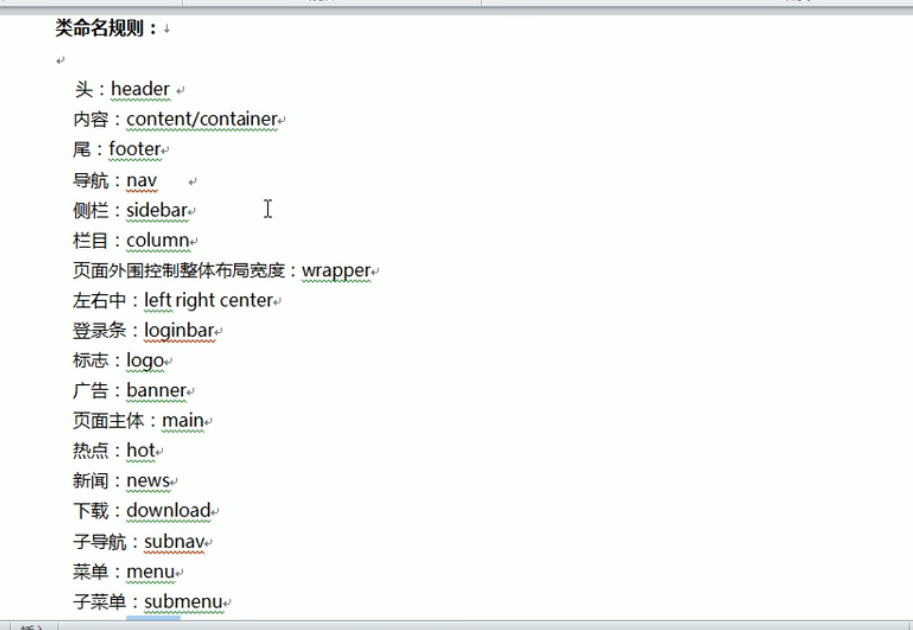 类命名规则：
头：header
内容：content/container
尾：footer
导航：nav
侧栏：sidebar
栏目：column
页面外围控制整体布局宽度：wrapper
左右中：left right center
登录条：loginbar
标志：logo
广告：banner
页面主体：main
热点：hot
新闻：news
下载：download
子导航：subnav
菜单：menu
子菜单：submenu